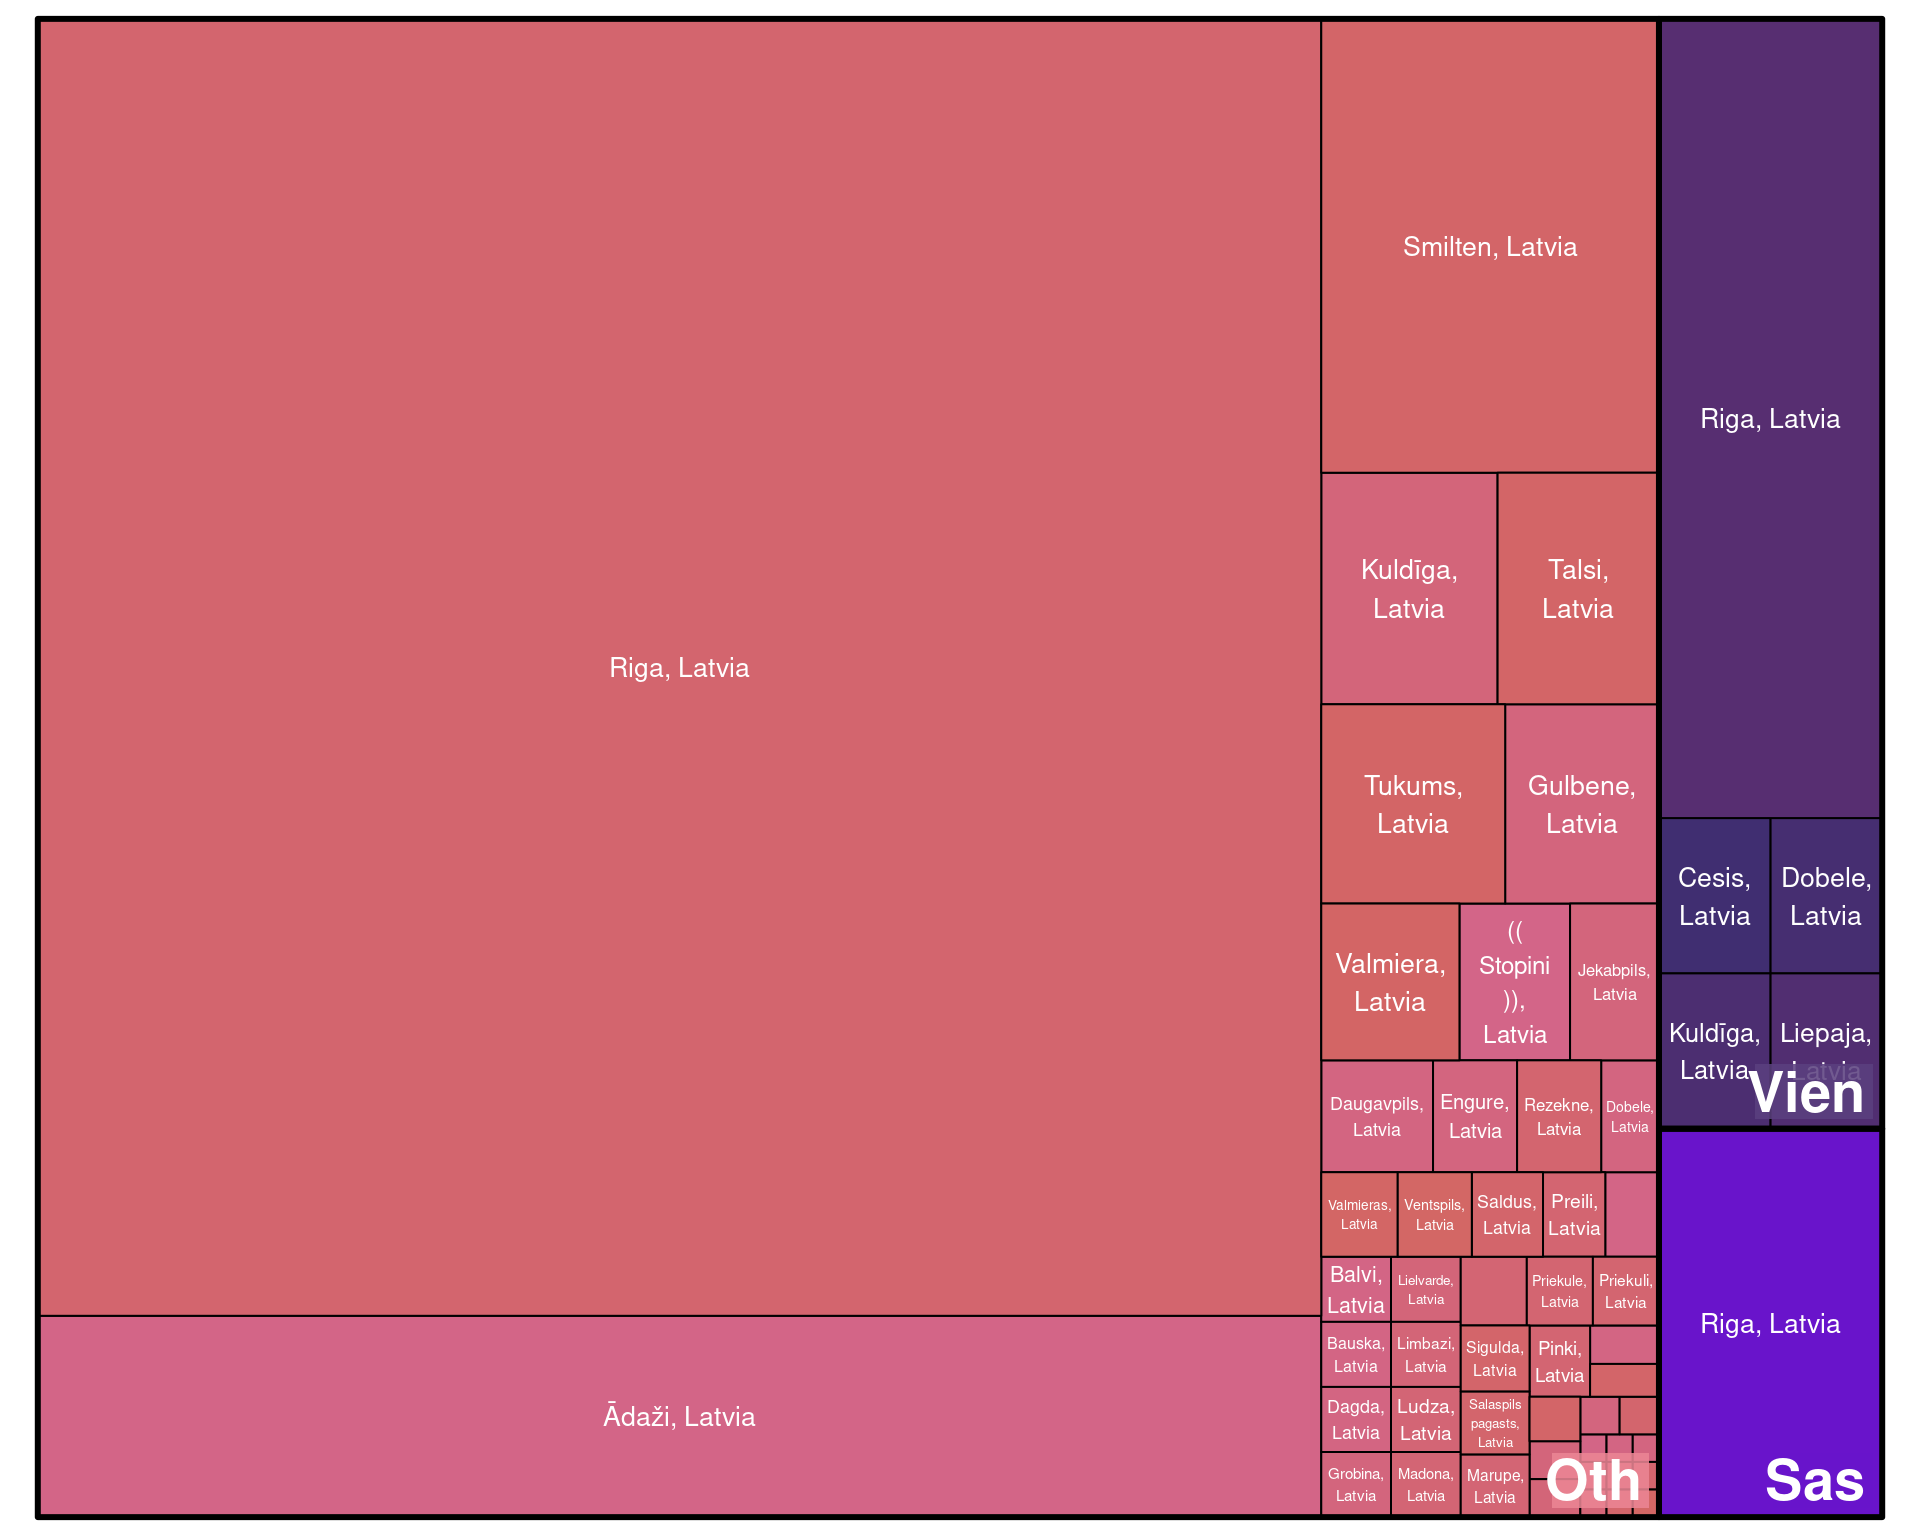 Riga, Latvia
Ādaži, Latvia
Smilten, Latvia
Kuldīga,
Latvia
Talsi,
Latvia
Tukums,
Latvia
Gulbene,
Latvia
Valmiera,
Latvia
((
Stopini
)),
Latvia
Jekabpils,
Latvia
Daugavpils,
Latvia
Engure,
Latvia
Rezekne,
Latvia
Dobele,
Latvia
Valmieras,
Latvia
Ventspils,
Latvia
Saldus,
Latvia
Preili,
Latvia
Balvi,
Latvia
Lielvarde,
Latvia
Priekule,
Latvia
Priekuli,
Latvia
Bauska,
Latvia
Limbazi,
Latvia
Sigulda,
Latvia
Pinki,
Latvia
Dagda,
Latvia
Ludza,
Latvia
Salaspils
pagasts,
Latvia
Grobina,
Latvia
Madona,
Latvia
Marupe,
Latvia
Oth
Riga, Latvia
Cesis,
Latvia
Dobele,
Latvia
Kuldīga,
Latvia
Liepaja,
Latvia
Vien
Riga, Latvia
Sas